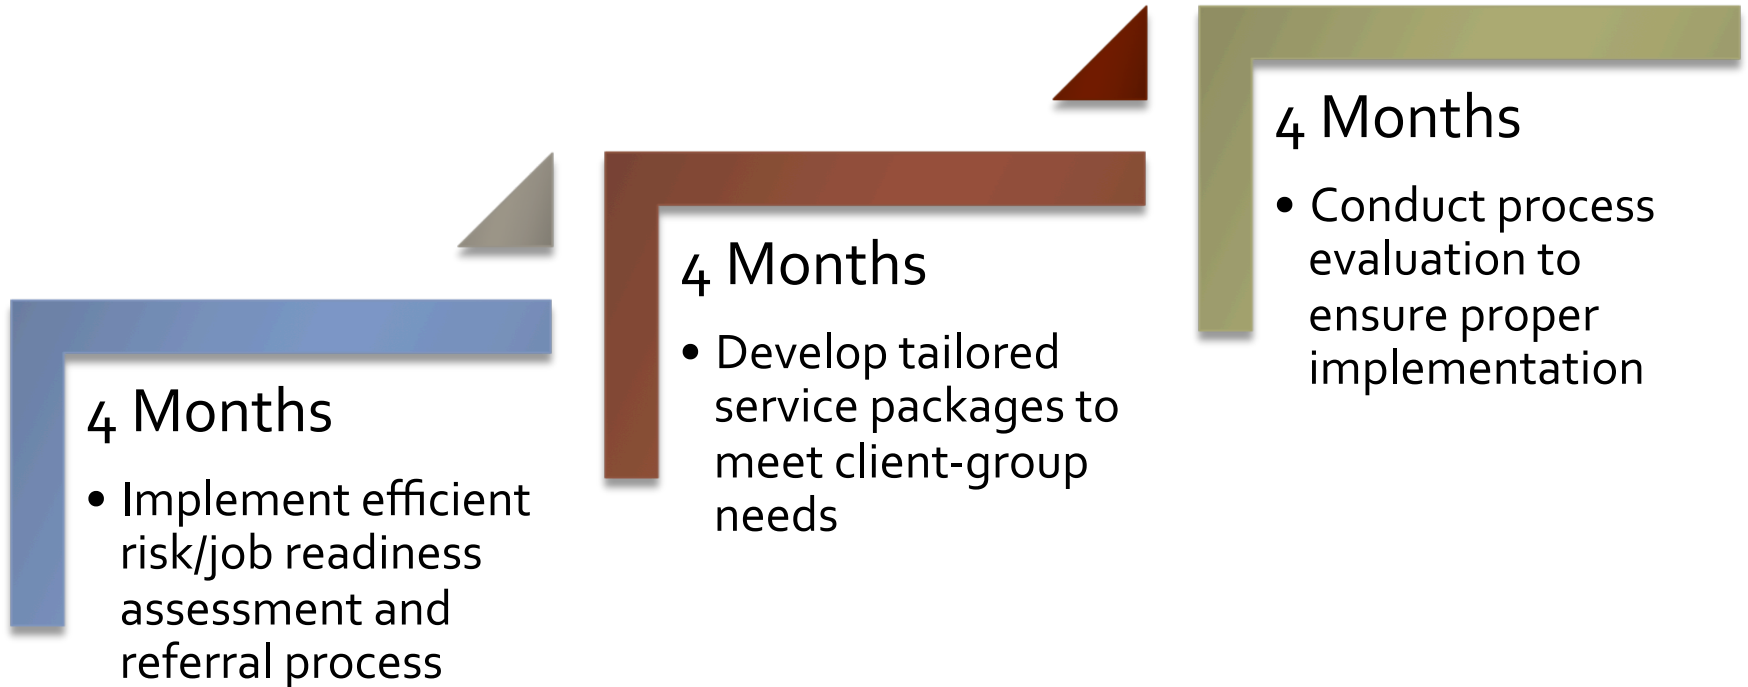 4 Months
• Implement efficient
risk/job readiness
assessment and
referral process
4 Months
• Develop tailored
service packages to
meet client-group
needs
4 Months
• Conduct process
evaluation to
ensure proper
implementation